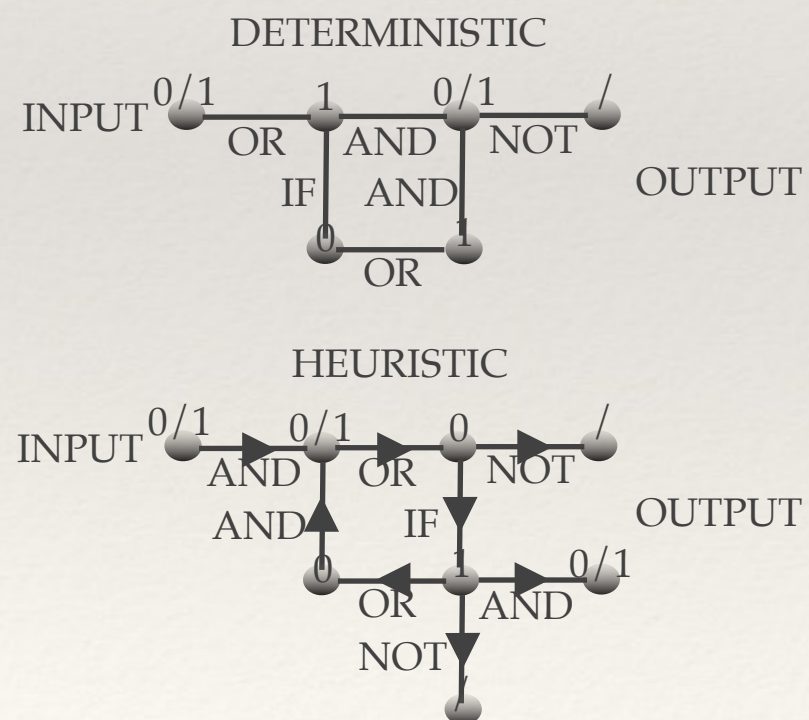 DETERMINISTIC
0/1 1 0/1 /
INPUT OR AND NOT
IF AND OUTPUT
0 1
OR
HEURISTIC
0/1 0/1 0 /
INPUT AND OR NOT
AND IF OUTPUT
0 1 0/1
OR AND
NOT
/